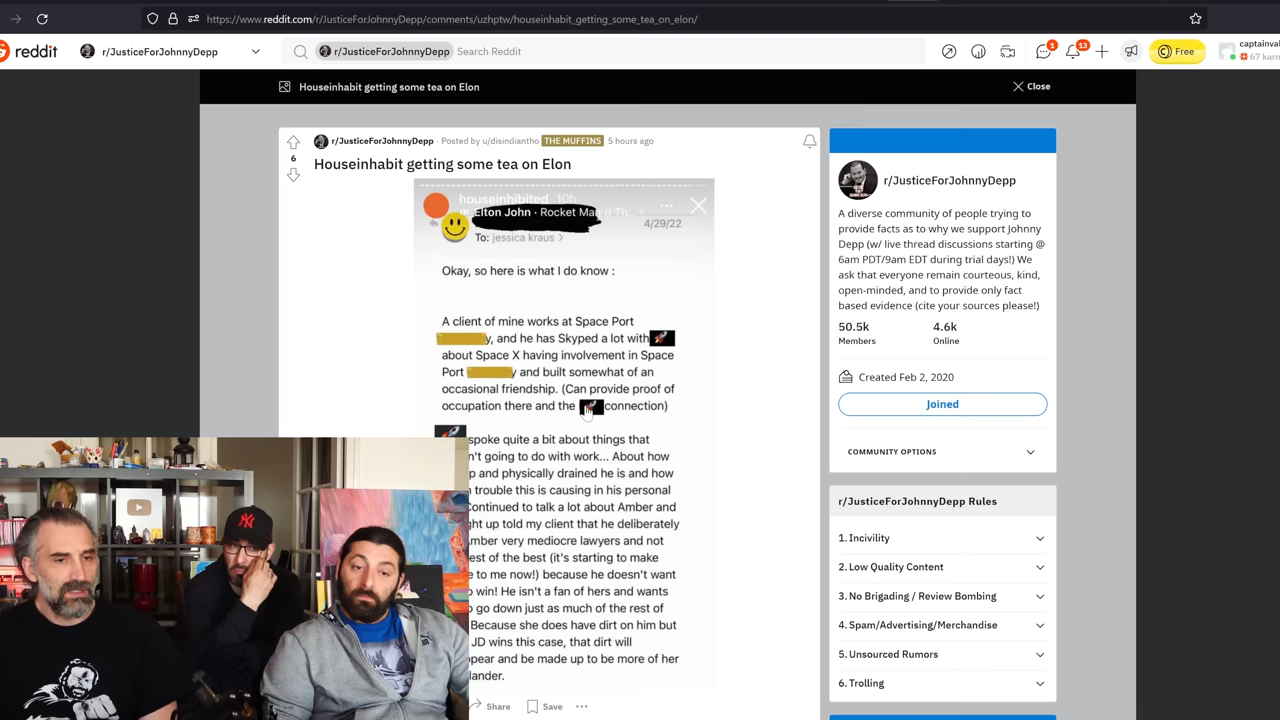 https://www.reddit.com/r/JusticeForJohnnyDepp/comments/uzhptw/houseinhabit_getting_some_tea_on_elon/
reddit
r/JusticeForJohnnyDepp
r/JusticeForJohnnyDepp
Search Reddit
1
13
Free
67
Houseinhabit getting some tea on Elon
Close
6
r/JusticeForJohnnyDepp · Posted by u/disindiantho THE MUFFINS 5 hours ago
Houseinhabit getting some tea on Elon
houseinhibited 10h
Elton John · Rocket Man (I Th
4/29/22
To: jessica kraus >
Okay, so here is what I do know :
A client of mine works at Space Port
y, and he has Skyped a lot with
about Space X having involvement in Space
Port y and built somewhat of an
occasional friendship. (Can provide proof of
occupation there and the connection)
spoke quite a bit about things that
n't going to do with work... About how
p and physically drained he is and how
trouble this is causing in his personal
Continued to talk a lot about Amber and
ht up told my client that he deliberately
mber very mediocre lawyers and not
est of the best (it's starting to make
e to me now!) because he doesn't want
win! He isn't a fan of hers and wants
go down just as much of the rest of
Because she does have dirt on him but
JD wins this case, that dirt will
pear and be made up to be more of her
lander.
Share
Save
r/JusticeForJohnnyDepp
A diverse community of people trying to
provide facts as to why we support Johnny
Depp (w/ live thread discussions starting @
6am PDT/9am EDT during trial days!) We
ask that everyone remain courteous, kind,
open-minded, and to provide only fact
based evidence (cite your sources please!)
50.5k
4.6k
Members
Online
Created Feb 2, 2020
Joined
COMMUNITY OPTIONS
r/JusticeForJohnnyDepp Rules
1. Incivility
2. Low Quality Content
3. No Brigading / Review Bombing
4. Spam/Advertising/Merchandise
5. Unsourced Rumors
6. Trolling